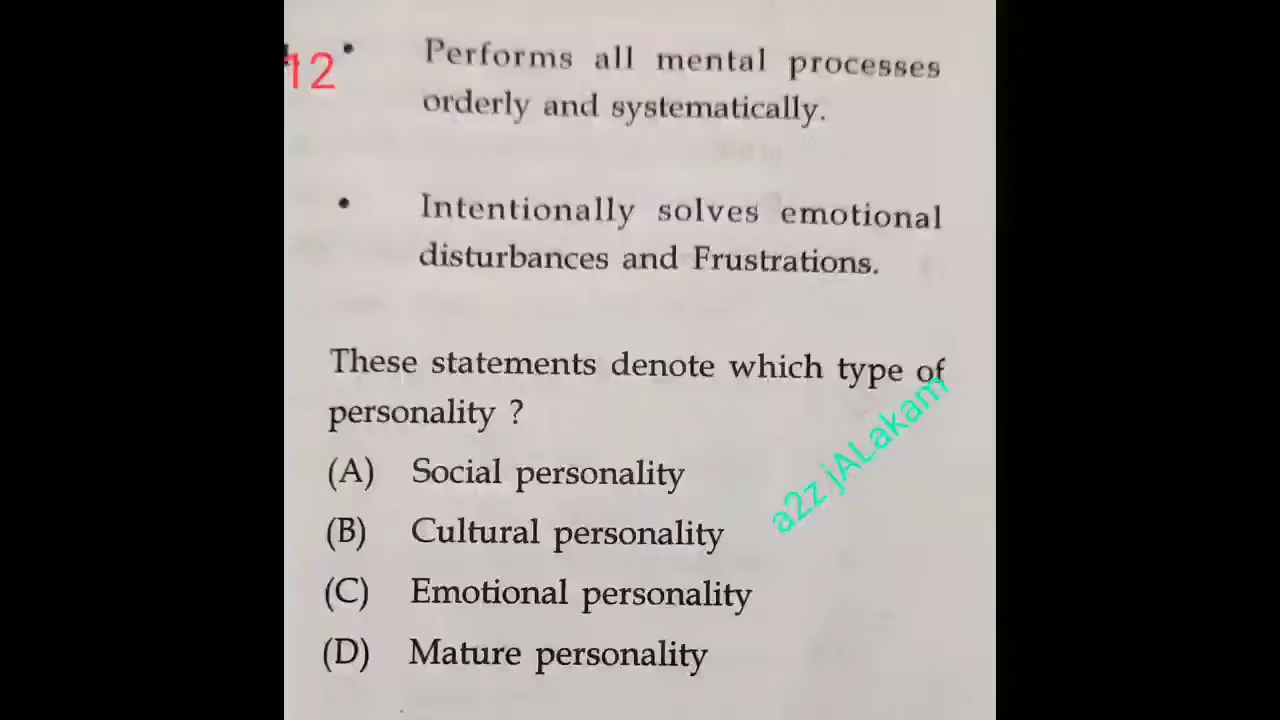 12 • Performs all mental processes
orderly and systematically.
• Intentionally solves emotional
disturbances and Frustrations.
These statements denote which type of
personality ?
(A) Social personality
(B) Cultural personality
(C) Emotional personality
(D) Mature personality
a2z jALakam